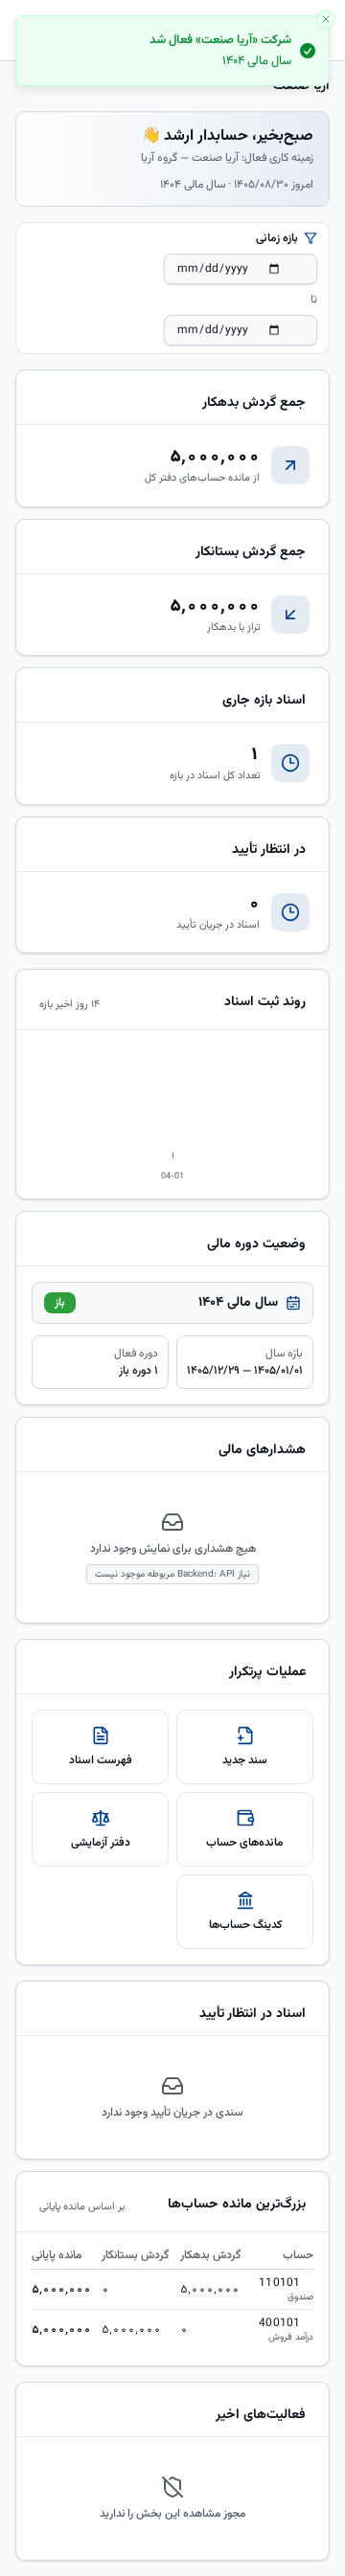 شرکت «آریا صنعت» فعال شد
سال مالی ۱۴۰۴
آریا صنعت
صبح‌بخیر، حسابدار ارشد 👋
زمینه کاری فعال: آریا صنعت — گروه آریا
امروز ۱۴۰۵/۰۸/۳۰ · سال مالی ۱۴۰۴
بازه زمانی
mm/dd/yyyy
تا
mm/dd/yyyy
جمع گردش بدهکار
۵,۰۰۰,۰۰۰
از مانده حساب‌های دفتر کل
جمع گردش بستانکار
۵,۰۰۰,۰۰۰
تراز با بدهکار
اسناد بازه جاری
۱
تعداد کل اسناد در بازه
در انتظار تأیید
۰
اسناد در جریان تأیید
روند ثبت اسناد
۱۴ روز اخیر بازه
۱
04-01
وضعیت دوره مالی
سال مالی ۱۴۰۴
باز
بازه سال
۱۴۰۵/۰۱/۰۱ — ۱۴۰۵/۱۲/۲۹
دوره فعال
۱ دوره باز
هشدارهای مالی
هیچ هشداری برای نمایش وجود ندارد
نیاز Backend: API مربوطه موجود نیست
عملیات پرتکرار
سند جدید
فهرست اسناد
مانده‌های حساب
دفتر آزمایشی
کدینگ حساب‌ها
اسناد در انتظار تأیید
سندی در جریان تأیید وجود ندارد
بزرگ‌ترین مانده حساب‌ها
بر اساس مانده پایانی
حساب گردش بدهکار گردش بستانکار مانده پایانی
110101 ۵,۰۰۰,۰۰۰ ۰ ۵,۰۰۰,۰۰۰
صندوق
400101 ۰ ۵,۰۰۰,۰۰۰ ۵,۰۰۰,۰۰۰
درآمد فروش
فعالیت‌های اخیر
مجوز مشاهده این بخش را ندارید